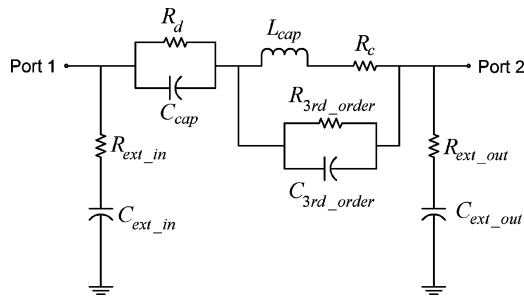 R_d
L_cap
R_c
Port 1
Port 2
C_cap
R_3rd_order
R_ext_in
R_ext_out
C_3rd_order
C_ext_in
C_ext_out